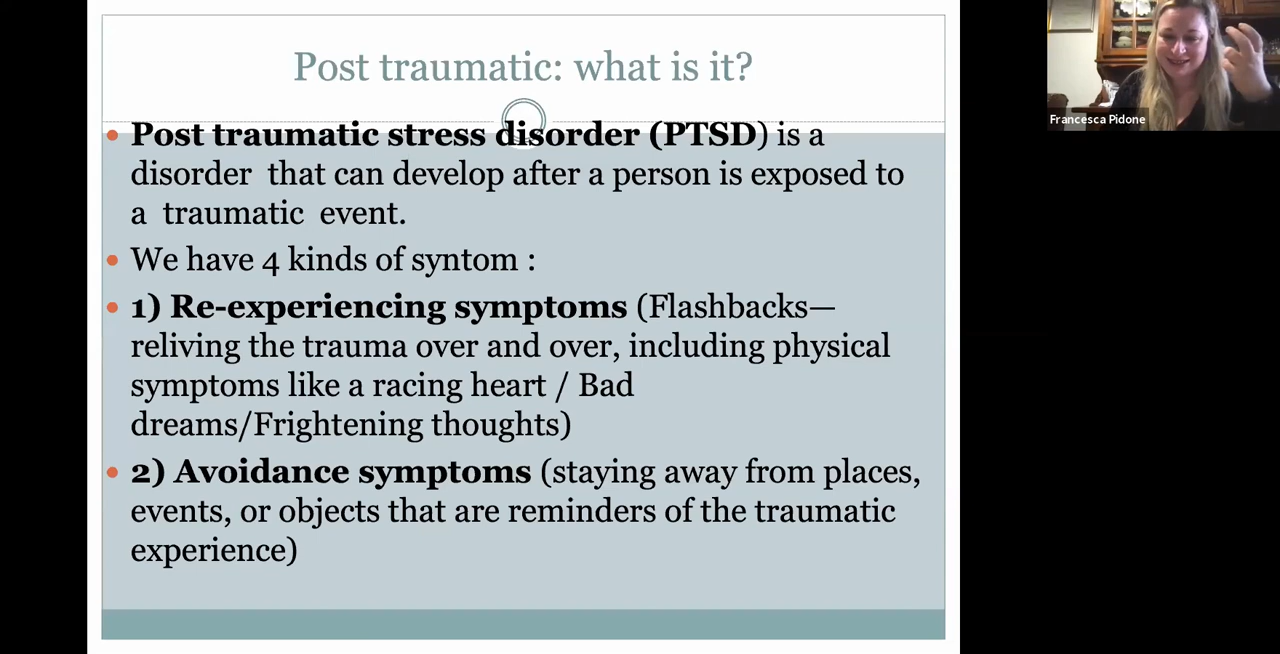 Post traumatic: what is it?
• Post traumatic stress disorder (PTSD) is a
disorder  that can develop after a person is exposed to
a  traumatic  event.
• We have 4 kinds of syntom :
• 1) Re-experiencing symptoms (Flashbacks—
reliving the trauma over and over, including physical
symptoms like a racing heart / Bad
dreams/Frightening thoughts)
• 2) Avoidance symptoms (staying away from places,
events, or objects that are reminders of the traumatic
experience)
Francesca Pidone